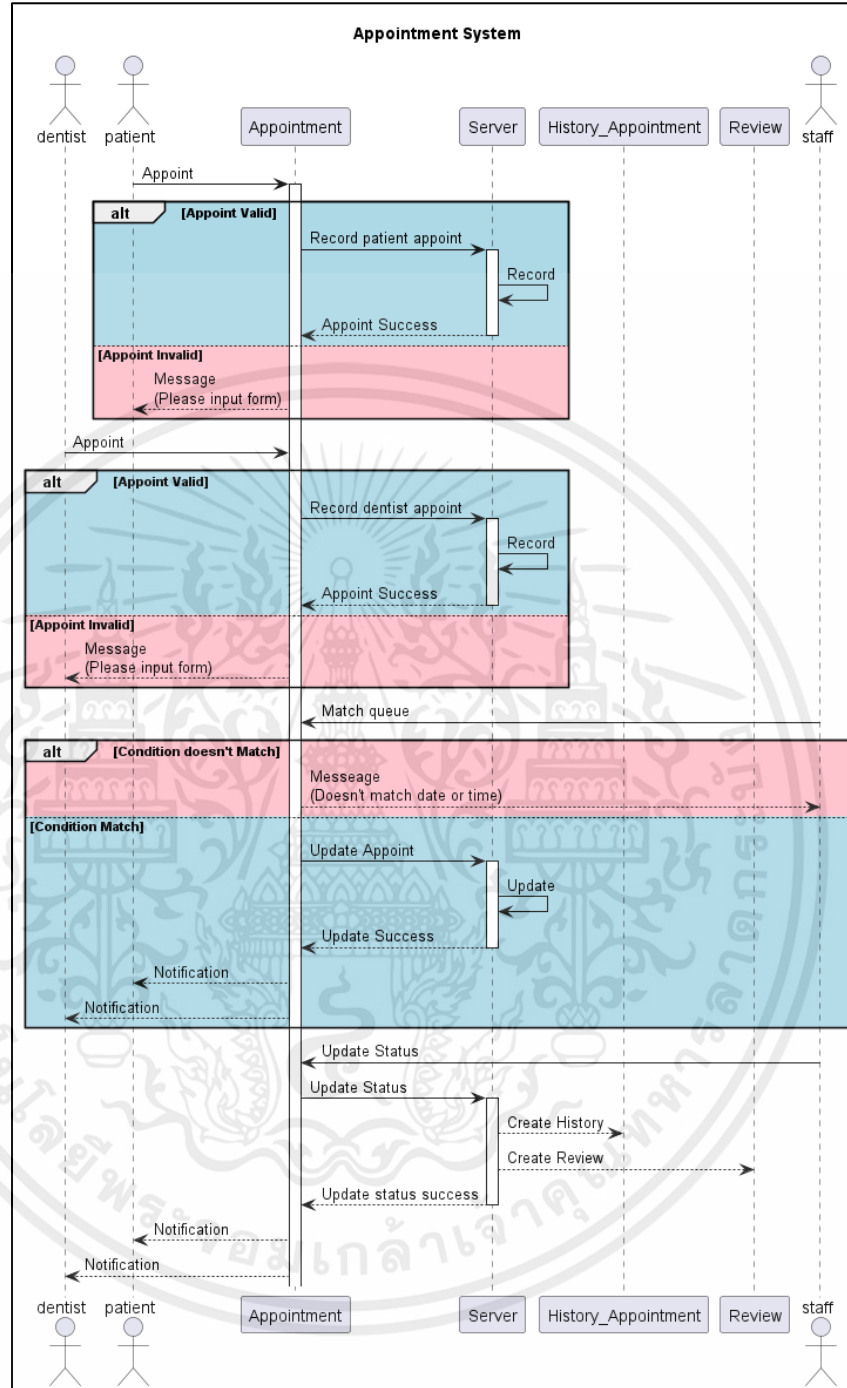 Appointment System
dentist
patient
Appointment
Server
History_Appointment
Review
staff
Appoint
alt
[Appoint Valid]
Record patient appoint
Record
Appoint Success
[Appoint Invalid]
Message
(Please input form)
Appoint
alt
[Appoint Valid]
Record dentist appoint
Record
Appoint Success
[Appoint Invalid]
Message
(Please input form)
Match queue
alt
[Condition doesn't Match]
Messeage
(Doesn't match date or time)
[Condition Match]
Update Appoint
Update
Update Success
Notification
Notification
Update Status
Update Status
Create History
Create Review
Update status success
Notification
Notification
dentist
patient
Appointment
Server
History_Appointment
Review
staff